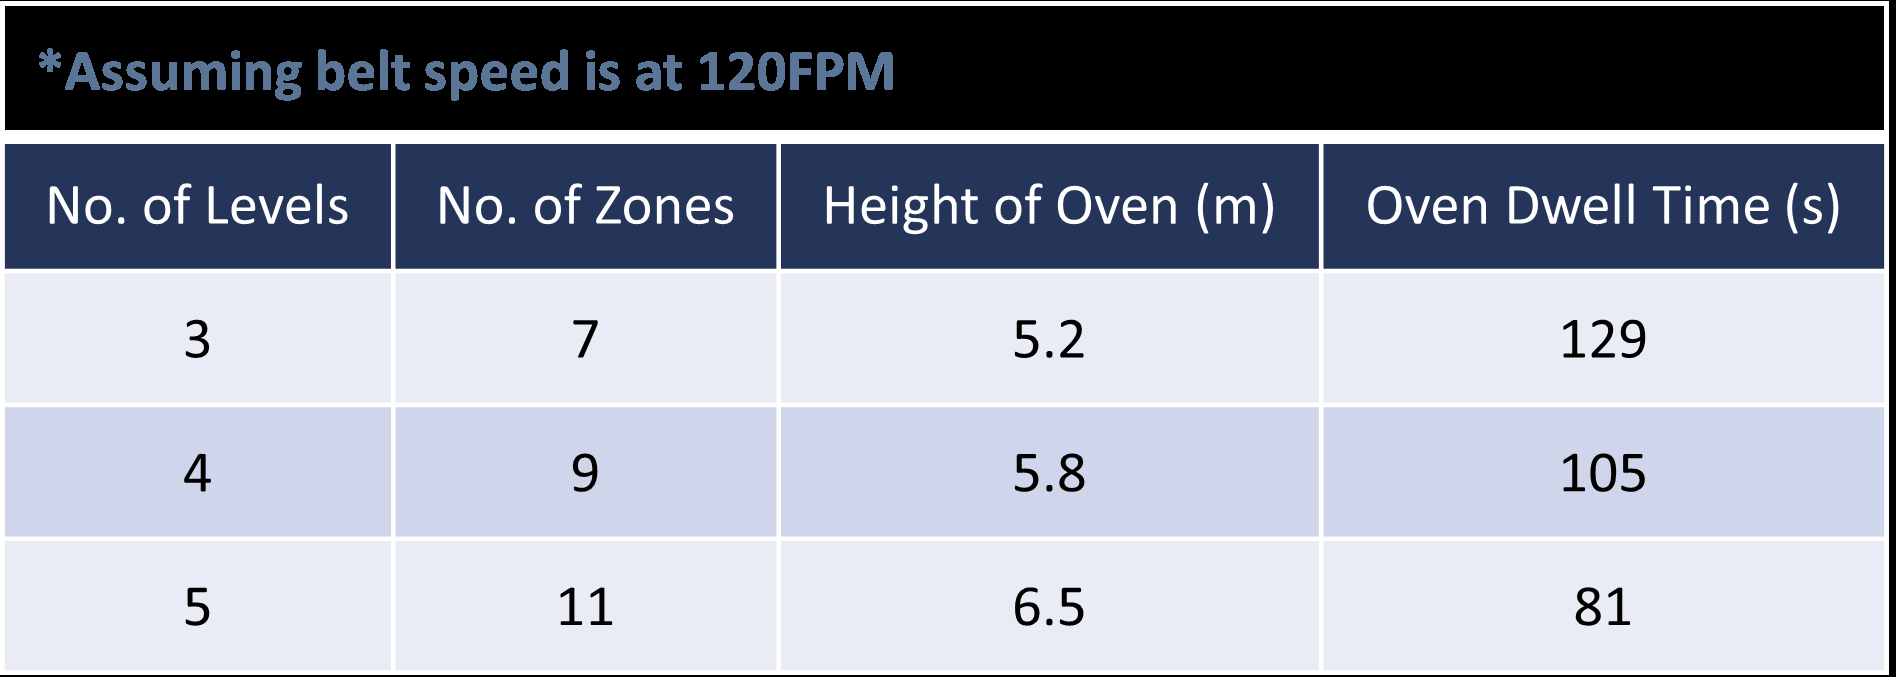 *Assuming belt speed is at 120FPM
No. of Levels No. of Zones Height of Oven (m) Oven Dwell Time (s)
3 7 5.2 129
4 9 5.8 105
5 11 6.5 81